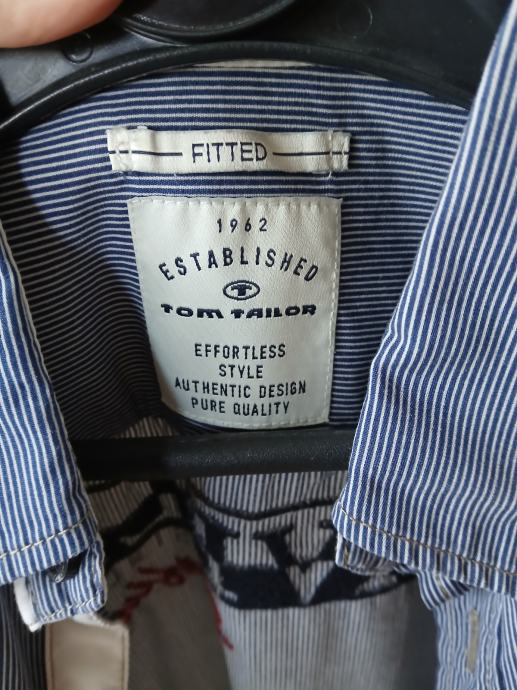 FITTED
1962
ESTABLISHED
T
TOM TAILOR
EFFORTLESS
STYLE
AUTHENTIC DESIGN
PURE QUALITY